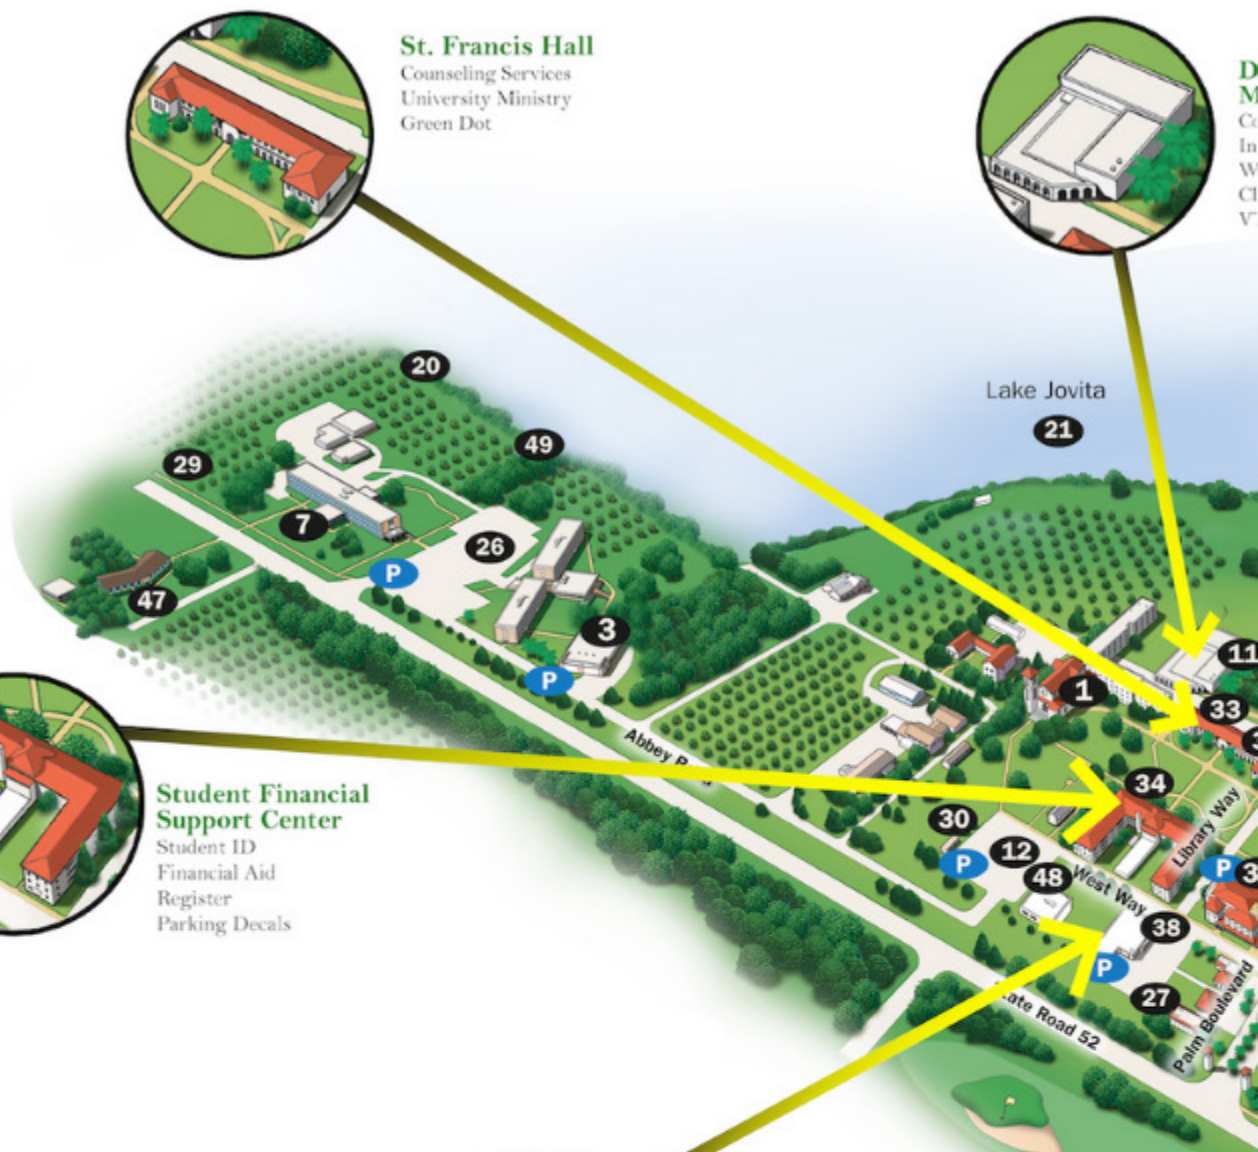 St. Francis Hall
Counseling Services
University Ministry
Green Dot
Lake Jovita
21
20
49
29
7
26
P
47
3
P
11
1
33
Abbey
34
Library Way
30
12
P
48
West Way
P
38
P
27
State Road 52
Palm Boulevard
Student Financial
Support Center
Student ID
Financial Aid
Register
Parking Decals